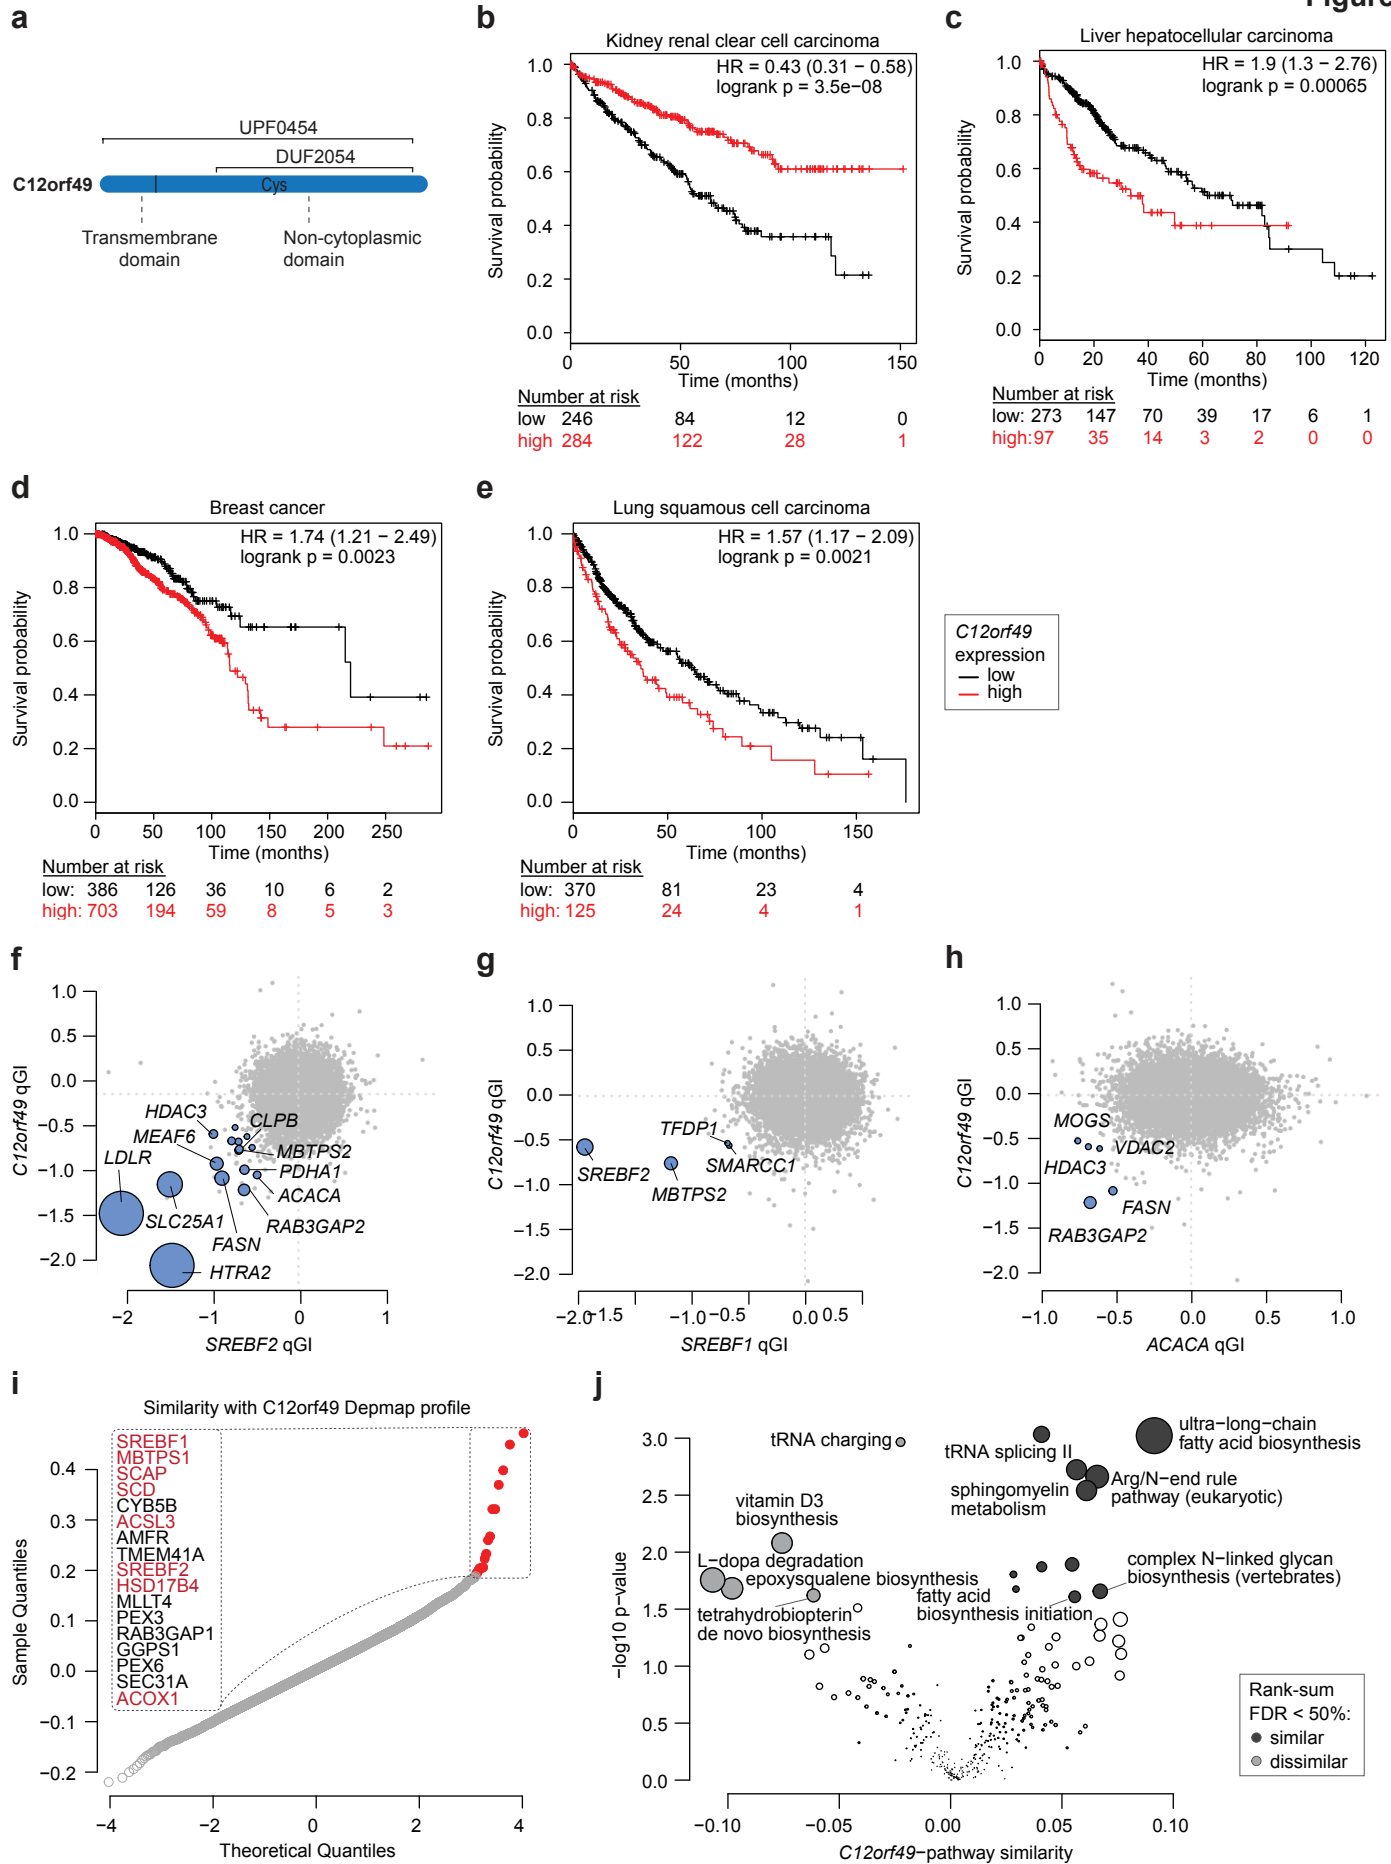 Figure
a
UPF0454
DUF2054
C12orf49
Cys
Transmembrane
domain
Non-cytoplasmic
domain
b
Kidney renal clear cell carcinoma
HR = 0.43 (0.31 − 0.58)
logrank p = 3.5e−08
Survival probability
1.0
0.8
0.6
0.4
0.2
0.0
0 50 100 150
Time (months)
Number at risk
low 246 84 12 0
high 284 122 28 1
c
Liver hepatocellular carcinoma
HR = 1.9 (1.3 − 2.76)
logrank p = 0.00065
Survival probability
1.0
0.8
0.6
0.4
0.2
0.0
0 20 40 60 80 100 120
Time (months)
Number at risk
low: 273 147 70 39 17 6 1
high: 97 35 14 3 2 0 0
d
Breast cancer
HR = 1.74 (1.21 − 2.49)
logrank p = 0.0023
Survival probability
1.0
0.8
0.6
0.4
0.2
0.0
0 50 100 150 200 250
Time (months)
Number at risk
low: 386 126 36 10 6 2
high: 703 194 59 8 5 3
e
Lung squamous cell carcinoma
HR = 1.57 (1.17 − 2.09)
logrank p = 0.0021
Survival probability
1.0
0.8
0.6
0.4
0.2
0.0
0 50 100 150
Time (months)
Number at risk
low: 370 81 23 4
high: 125 24 4 1
C12orf49
expression
low
high
f
C12orf49 qGI
1.0
0.5
0.0
−0.5
−1.0
−1.5
−2.0
HDAC3
CLPB
MEAF6
MBTPS2
LDLR
PDHA1
ACACA
SLC25A1
RAB3GAP2
FASN
HTRA2
−2 −1 0 1
SREBF2 qGI
g
C12orf49 qGI
1.0
0.5
0.0
−0.5
−1.0
−1.5
−2.0
TFDP1
SMARCC1
SREBF2
MBTPS2
−2.0 −1.5 −1.0 −0.5 0.0 0.5
SREBF1 qGI
h
C12orf49 qGI
1.0
0.5
0.0
−0.5
−1.0
−1.5
−2.0
MOGS
VDAC2
HDAC3
FASN
RAB3GAP2
−1.0 −0.5 0.0 0.5 1.0
ACACA qGI
i
Similarity with C12orf49 Depmap profile
SREBF1
MBTPS1
SCAP
SCD
CYB5B
ACSL3
AMFR
TMEM41A
SREBF2
HSD17B4
MLLT4
PEX3
RAB3GAP1
GGPS1
PEX6
SEC31A
ACOX1
Sample Quantiles
0.4
0.3
0.2
0.1
0.0
−0.1
−0.2
−4 −2 0 2 4
Theoretical Quantiles
j
−log10 p−value
3.0
2.5
2.0
1.5
1.0
0.5
0.0
tRNA charging
tRNA splicing II
ultra−long−chain
fatty acid biosynthesis
Arg/N−end rule
pathway (eukaryotic)
sphingomyelin
metabolism
vitamin D3
biosynthesis
L−dopa degradation
epoxysqualene biosynthesis
complex N−linked glycan
biosynthesis (vertebrates)
fatty acid
biosynthesis initiation
tetrahydrobiopterin
de novo biosynthesis
Rank−sum
FDR < 50%:
similar
dissimilar
−0.10 −0.05 0.00 0.05 0.10
C12orf49−pathway similarity